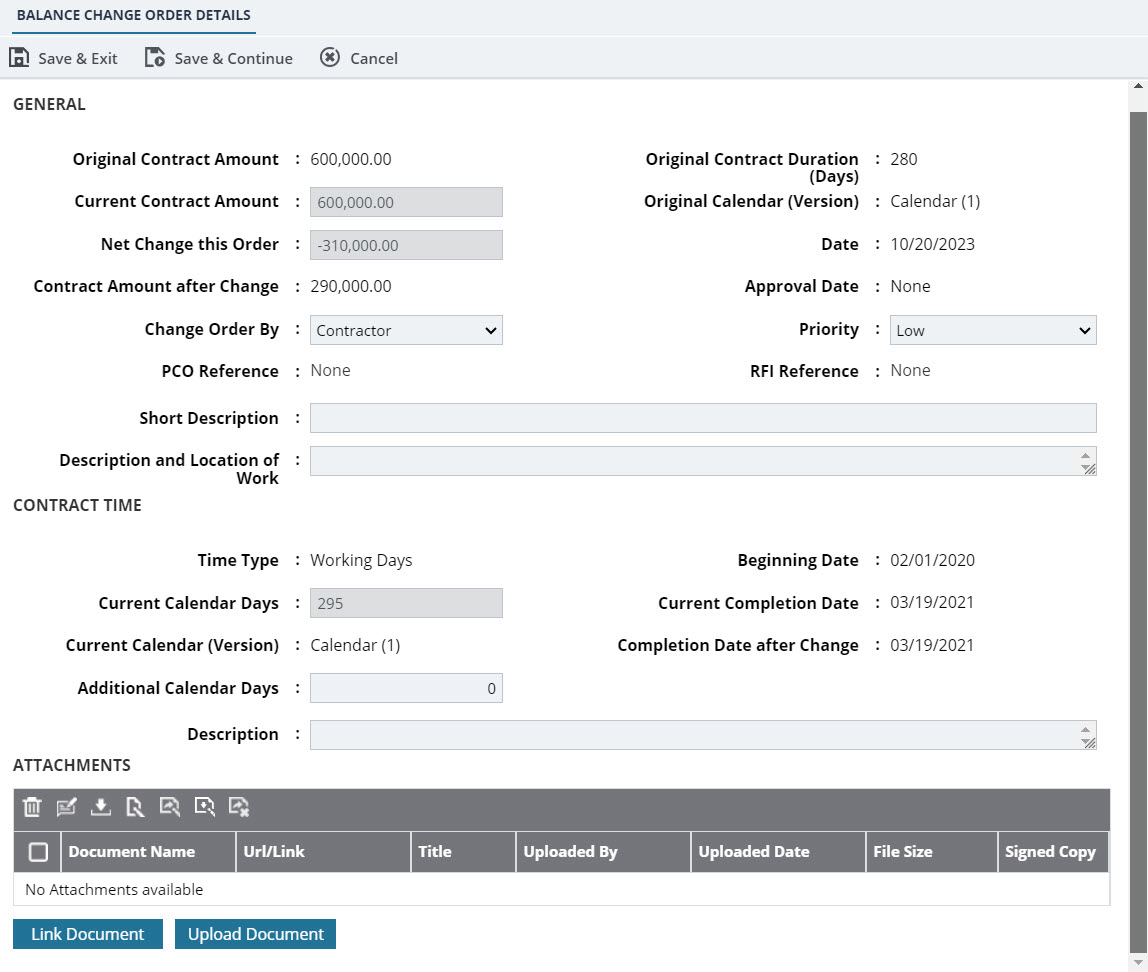 BALANCE CHANGE ORDER DETAILS
Save & Exit Save & Continue Cancel
GENERAL
Original Contract Amount : 600,000.00 Original Contract Duration (Days) : 280
Current Contract Amount : 600,000.00 Original Calendar (Version) : Calendar (1)
Net Change this Order : -310,000.00 Date : 10/20/2023
Contract Amount after Change : 290,000.00 Approval Date : None
Change Order By : Contractor Priority : Low
PCO Reference : None RFI Reference : None
Short Description :
Description and Location of Work :
CONTRACT TIME
Time Type : Working Days Beginning Date : 02/01/2020
Current Calendar Days : 295 Current Completion Date : 03/19/2021
Current Calendar (Version) : Calendar (1) Completion Date after Change : 03/19/2021
Additional Calendar Days : 0
Description :
ATTACHMENTS
Document Name Url/Link Title Uploaded By Uploaded Date File Size Signed Copy
No Attachments available
Link Document Upload Document